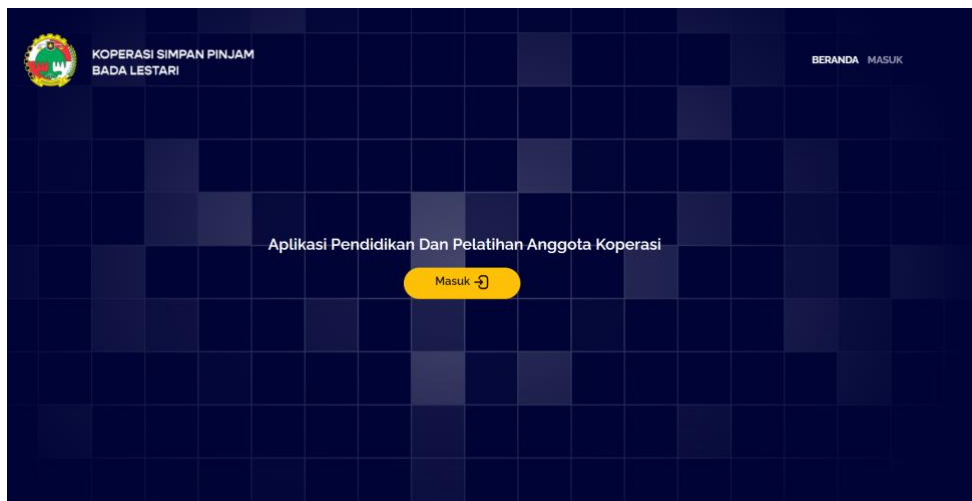 KOPERASI SIMPAN PINJAM
BADA LESTARI
BERANDA MASUK
Aplikasi Pendidikan Dan Pelatihan Anggota Koperasi
Masuk